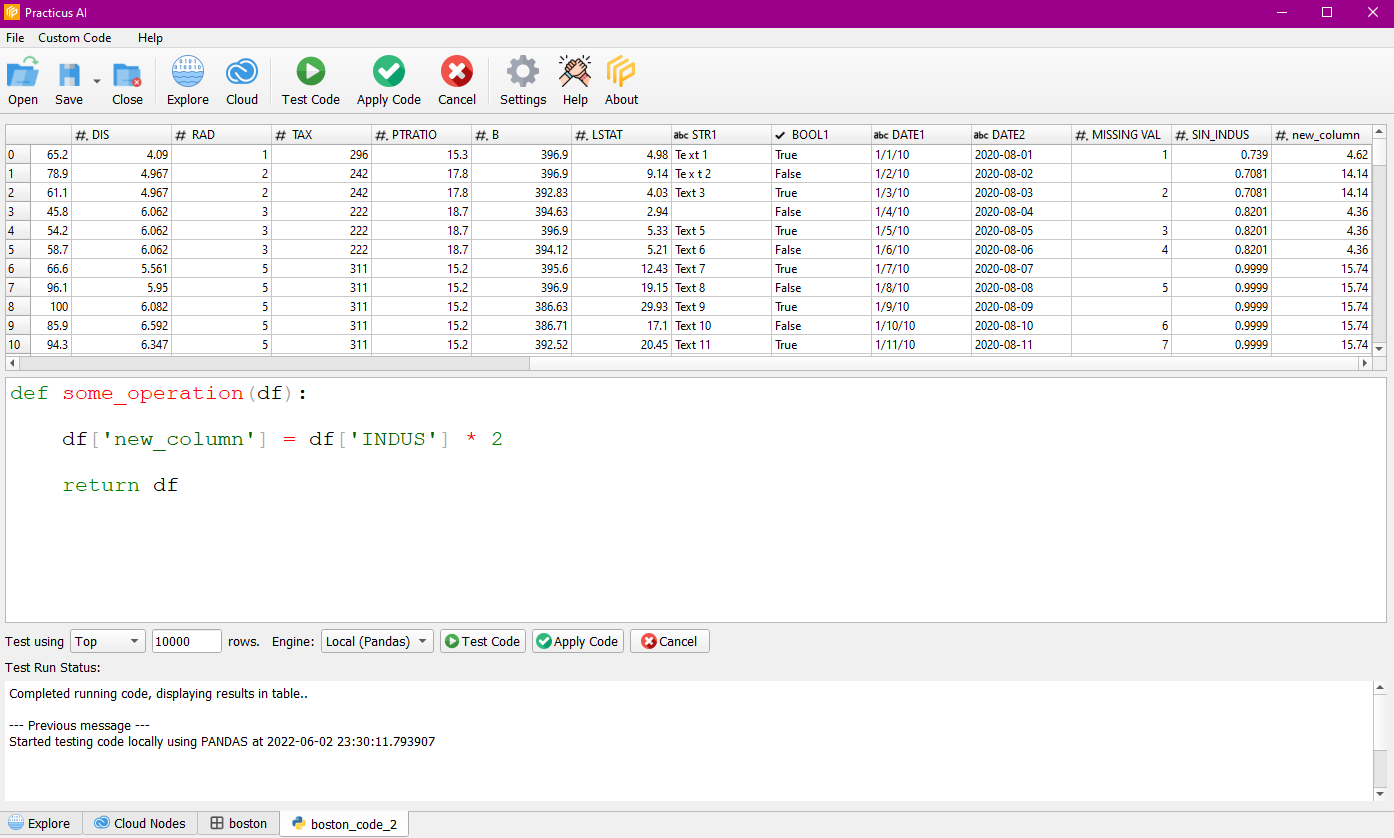 Practicus AI
File Custom Code Help
Open Save Close Explore Cloud Test Code Apply Code Cancel Settings Help About
#. DIS # RAD # TAX #. PTRATIO #. B #. LSTAT abc STR1 BOOL1 abc DATE1 abc DATE2 #. MISSING VAL #. SIN_INDUS #. new_column
0 65.2 4.09 1 296 15.3 396.9 4.98 Te xt 1 True 1/1/10 2020-08-01 1 0.739 4.62
1 78.9 4.967 2 242 17.8 396.9 9.14 Te x t 2 False 1/2/10 2020-08-02 0.7081 14.14
2 61.1 4.967 2 242 17.8 392.83 4.03 Text 3 True 1/3/10 2020-08-03 2 0.7081 14.14
3 45.8 6.062 3 222 18.7 394.63 2.94 False 1/4/10 2020-08-04 0.8201 4.36
4 54.2 6.062 3 222 18.7 396.9 5.33 Text 5 True 1/5/10 2020-08-05 3 0.8201 4.36
5 58.7 6.062 3 222 18.7 394.12 5.21 Text 6 False 1/6/10 2020-08-06 4 0.8201 4.36
6 66.6 5.561 5 311 15.2 395.6 12.43 Text 7 True 1/7/10 2020-08-07 0.9999 15.74
7 96.1 5.95 5 311 15.2 396.9 19.15 Text 8 False 1/8/10 2020-08-08 5 0.9999 15.74
8 100 6.082 5 311 15.2 386.63 29.93 Text 9 True 1/9/10 2020-08-09 0.9999 15.74
9 85.9 6.592 5 311 15.2 386.71 17.1 Text 10 False 1/10/10 2020-08-10 6 0.9999 15.74
10 94.3 6.347 5 311 15.2 392.52 20.45 Text 11 True 1/11/10 2020-08-11 7 0.9999 15.74
def some_operation(df):
df['new_column'] = df['INDUS'] * 2
return df
Test using Top 10000 rows. Engine: Local (Pandas) Test Code Apply Code Cancel
Test Run Status:
Completed running code, displaying results in table..
--- Previous message ---
Started testing code locally using PANDAS at 2022-06-02 23:30:11.793907
Explore Cloud Nodes boston boston_code_2